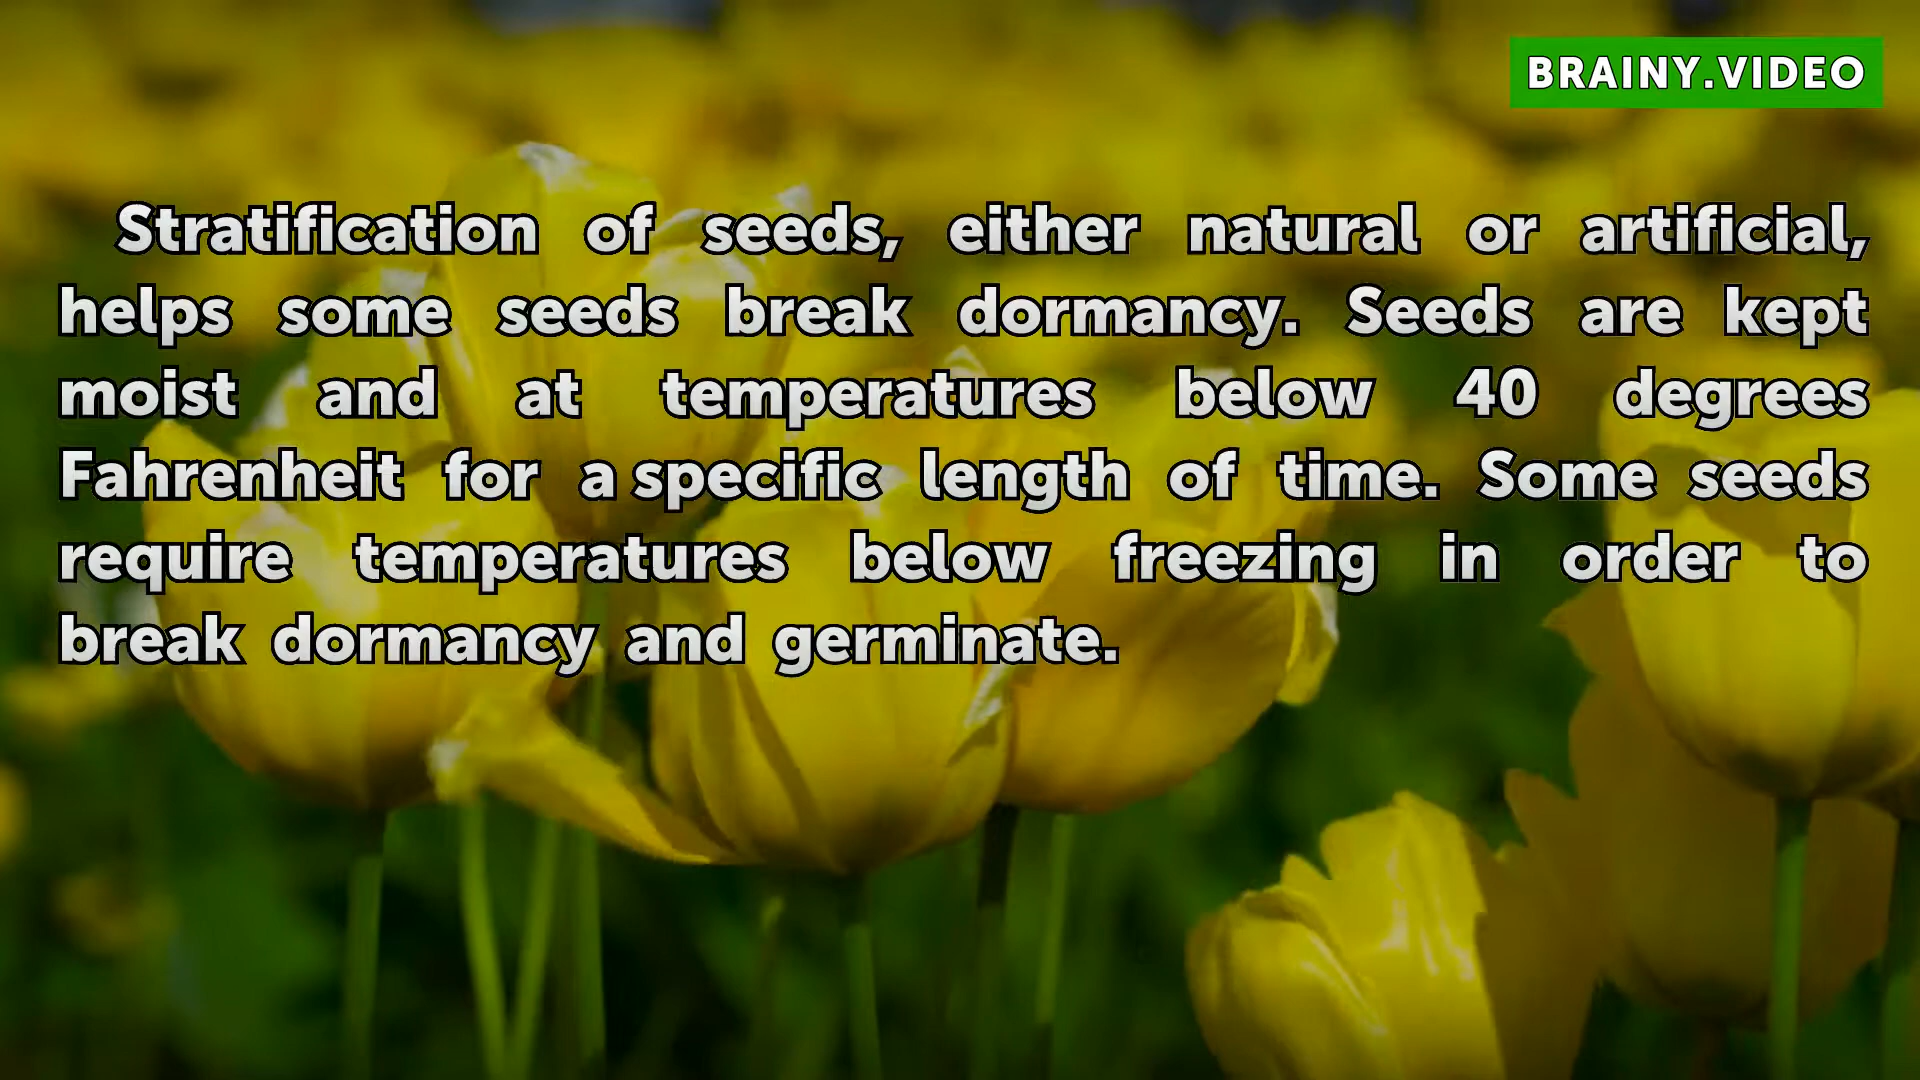 BRAINY.VIDEO
Stratification of seeds, either natural or artificial,
helps some seeds break dormancy. Seeds are kept
moist and at temperatures below 40 degrees
Fahrenheit for a specific length of time. Some seeds
require temperatures below freezing in order to
break dormancy and germinate.